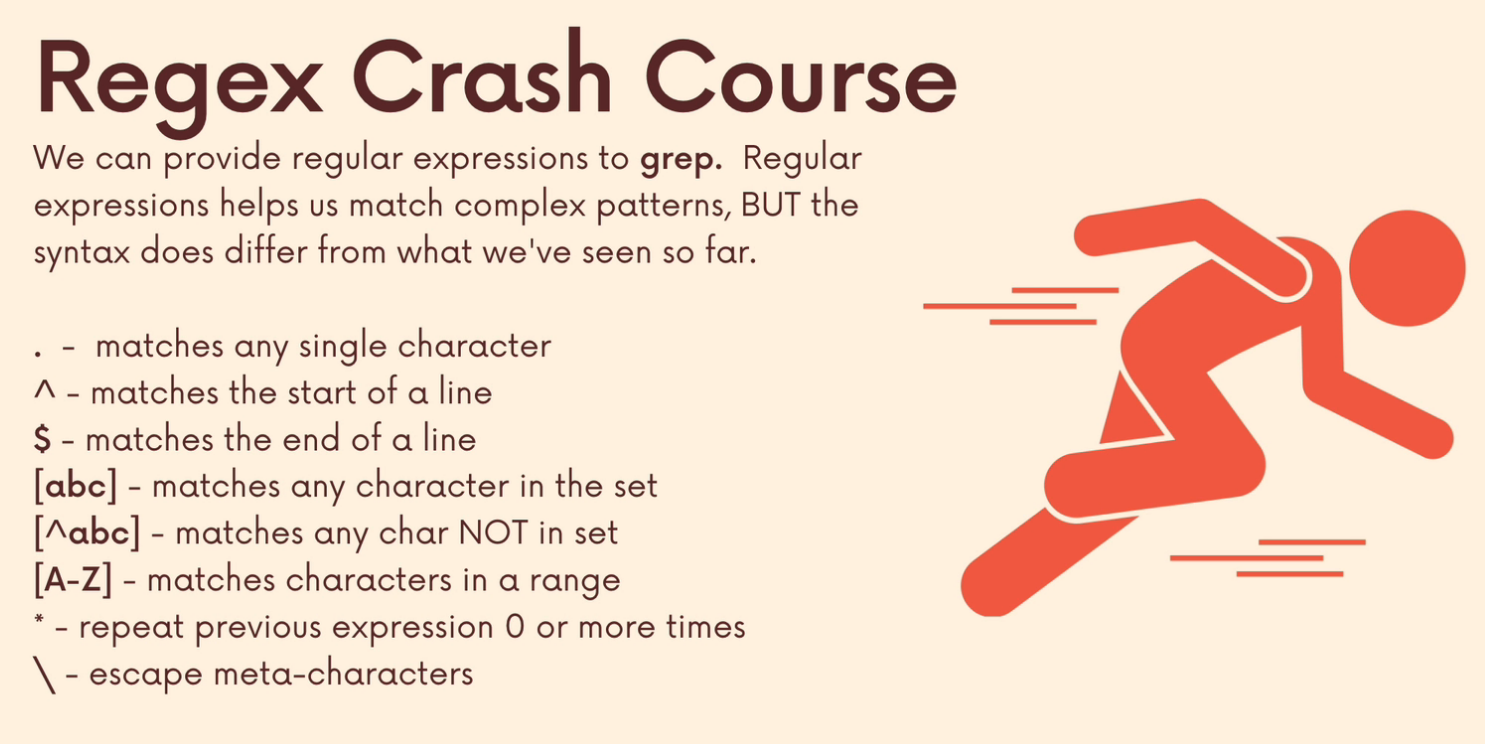 Regex Crash Course
We can provide regular expressions to grep. Regular
expressions helps us match complex patterns, BUT the
syntax does differ from what we've seen so far.
. - matches any single character
^ - matches the start of a line
$ - matches the end of a line
[abc] - matches any character in the set
[^abc] - matches any char NOT in set
[A-Z] - matches characters in a range
* - repeat previous expression 0 or more times
\ - escape meta-characters